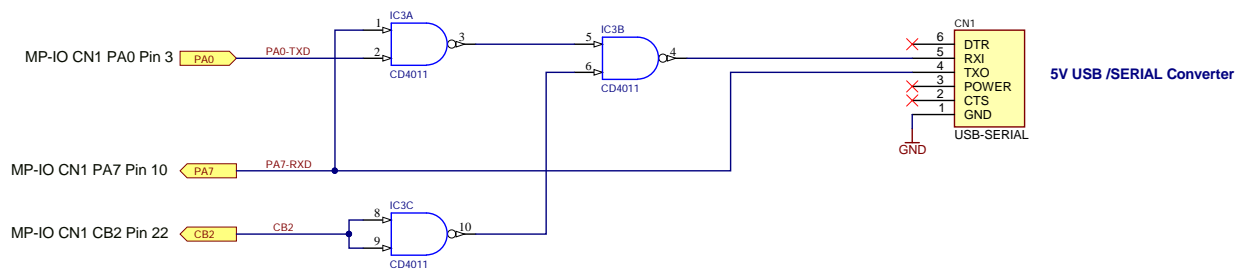 IC3A
1
2
3
CD4011
IC3B
5
6
4
CD4011
CN1
6 DTR
5 RXI
4 TXO
3 POWER
2 CTS
1 GND
USB-SERIAL
5V USB /SERIAL Converter
GND
MP-IO CN1 PA0 Pin 3 PA0 PA0-TXD
MP-IO CN1 PA7 Pin 10 PA7 PA7-RXD
IC3C
8
9
10
CD4011
MP-IO CN1 CB2 Pin 22 CB2 CB2